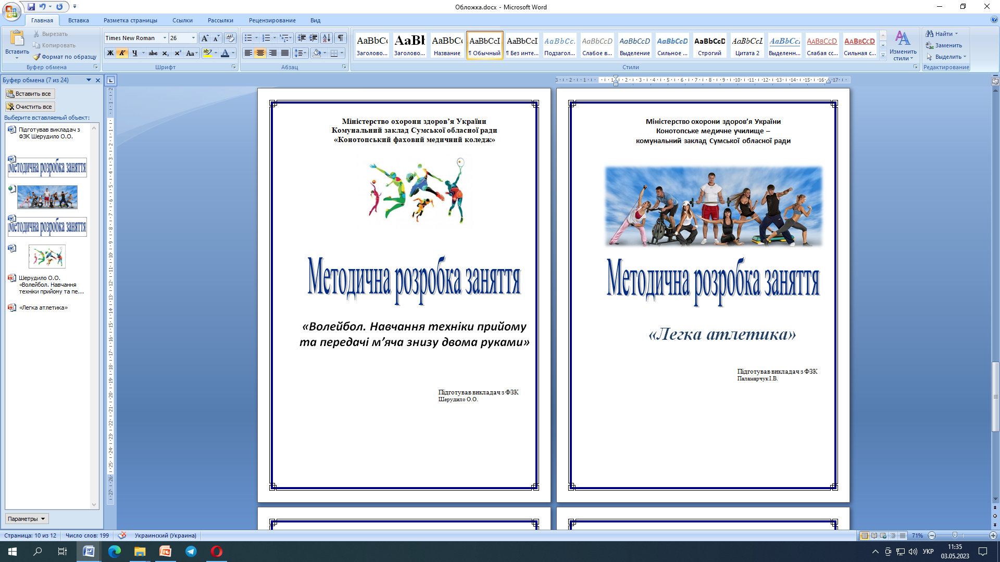 Обложка.docx - Microsoft Word
Главная
Вставка
Разметка страницы
Ссылки
Рассылки
Рецензирование
Вид
Вставить
Вырезать
Копировать
Формат по образцу
Буфер обмена
Times New Roman
26
Ж К Ч abc x₂ x² Aa
Шрифт
Абзац
AaBbCc Заголово...
AaBb Заголово...
AaBbCc Название
AaBbCcI ¶ Обычный
AaBbCcI ¶ Без инте...
AaBbCc. Подзагол...
AaBbCcD Слабое в...
AaBbCcD Выделение
AaBbCcD Сильное ...
AaBbCcD Строгий
AaBbCcL Цитата 2
AaBbCcI Выделенн...
AaBbCcD Слабая сс...
AaBbCcD Сильная с...
Изменить стили
Стили
Найти
Заменить
Выделить
Редактирование
Буфер обмена (7 из 24)
Вставить все
Очистить все
Выберите вставляемый объект:
Підготував викладач з
ФЗК Шерудило О.О.
Методична розробка заняття
Методична розробка заняття
Шерудило О.О.
«Волейбол. Навчання
техніки прийому та пе...
«Легка атлетика»
Параметры
Міністерство охорони здоров’я України
Комунальний заклад Сумської обласної ради
«Конотопський фаховий медичний коледж»
Методична розробка заняття
«Волейбол. Навчання техніки прийому
та передачі м’яча знизу двома руками»
Підготував викладач з ФЗК
Шерудило О.О.
Міністерство охорони здоров’я України
Конотопське медичне училище –
комунальний заклад Сумської обласної ради
Методична розробка заняття
«Легка атлетика»
Підготував викладач з ФЗК
Паламарчук І.В.
Страница: 10 из 12
Число слов: 199
Украинский (Украина)
71%
УКР
11:35
03.05.2023